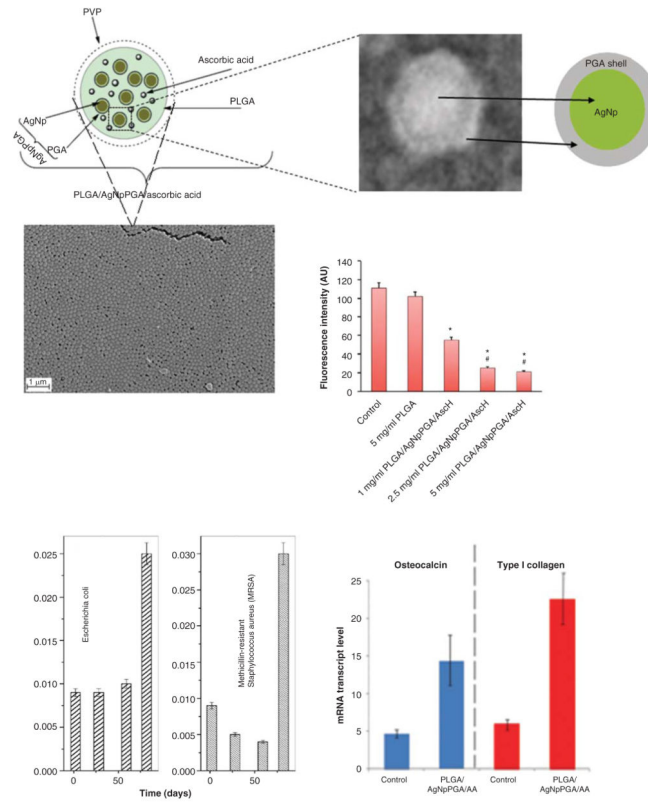 PVP
Ascorbic acid
PLGA
AgNp
PGA
AgNpPGA
PLGA/AgNpPGA/ascorbic acid
PGA shell
AgNp
1 μm
Fluorescence intensity (AU)
140
120
100
80
60
40
20
0
*
*
#
*
#
Control
5 mg/ml PLGA
1 mg/ml PLGA/AgNpPGA/AscH
2.5 mg/ml PLGA/AgNpPGA/AscH
5 mg/ml PLGA/AgNpPGA/AscH
0.025
0.020
0.015
0.010
0.005
0.000
Escherichia coli
0
50
0.030
0.025
0.020
0.015
0.010
0.005
0.000
Methicillin-resistant
Staphylococcus aureus (MRSA)
0
50
Time (days)
mRNA transcript level
25
20
15
10
5
0
Osteocalcin
Type I collagen
Control
PLGA/
AgNpPGA/AA
Control
PLGA/
AgNpPGA/AA